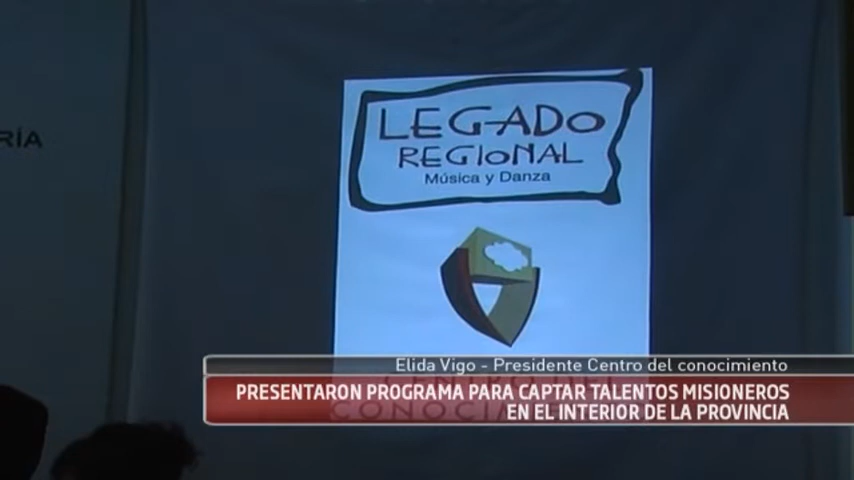 RÍA
LEGADO
REGIONAL
Música y Danza
Elida Vigo - Presidente Centro del conocimiento
PRESENTARON PROGRAMA PARA CAPTAR TALENTOS MISIONEROS
EN EL INTERIOR DE LA PROVINCIA